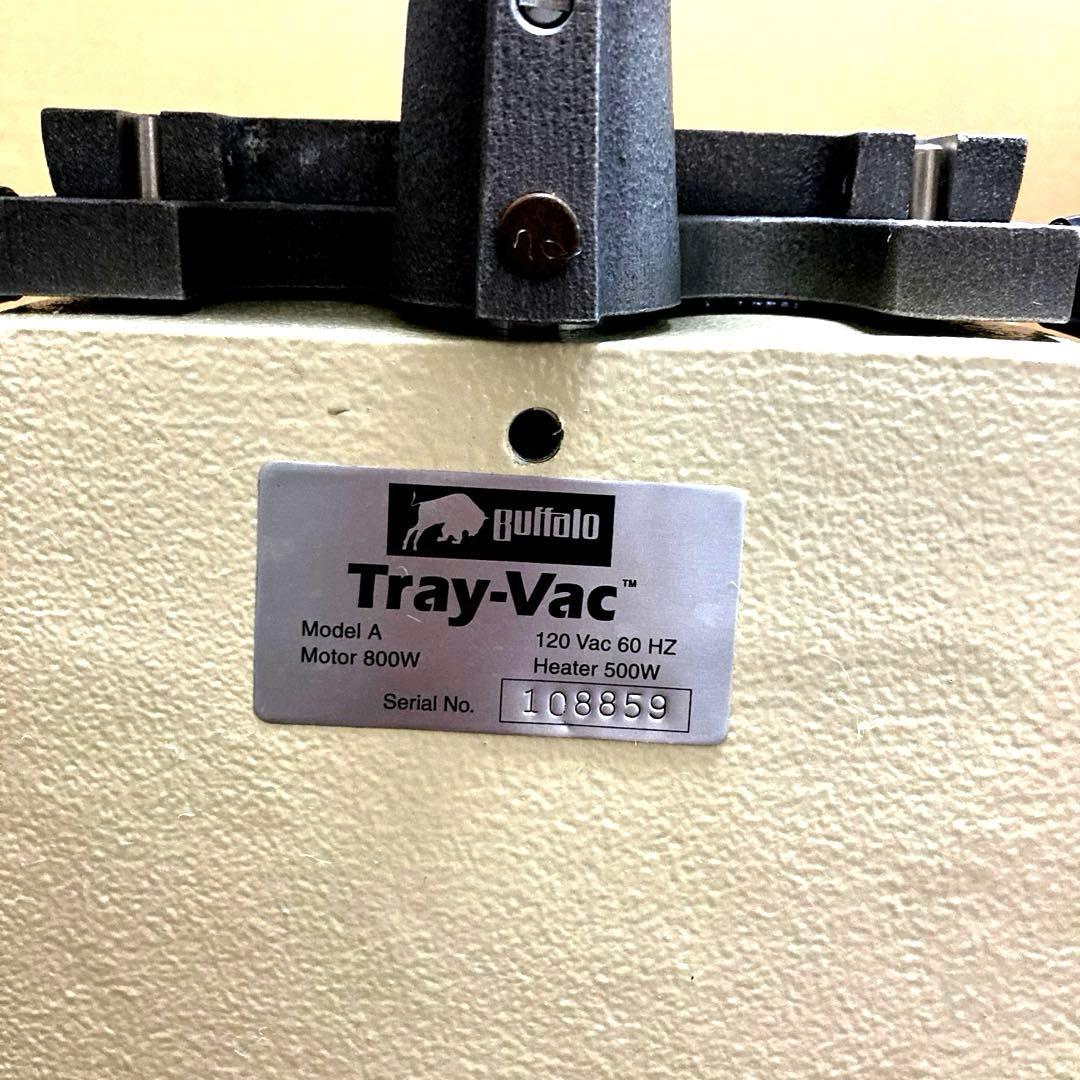 Buffalo
Tray-Vac™
Model A
Motor 800W
120 Vac 60 HZ
Heater 500W
Serial No. 108859